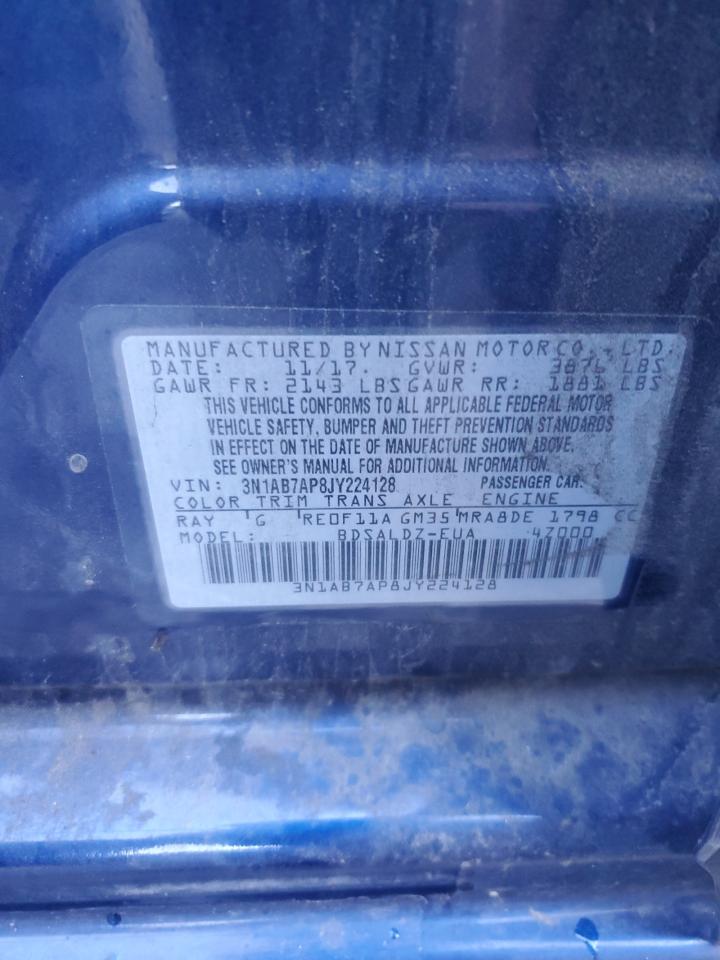 MANUFACTURED BY NISSAN MOTOR CO., LTD.
DATE: 11/17. GVWR: 3876 LBS
GAWR FR: 2143 LBS GAWR RR: 1881 LBS
THIS VEHICLE CONFORMS TO ALL APPLICABLE FEDERAL MOTOR
VEHICLE SAFETY, BUMPER AND THEFT PREVENTION STANDARDS
IN EFFECT ON THE DATE OF MANUFACTURE SHOWN ABOVE.
SEE OWNER'S MANUAL FOR ADDITIONAL INFORMATION.
VIN: 3N1AB7AP8JY224128 PASSENGER CAR.
COLOR TRIM TRANS AXLE ENGINE
RAY G RE0F11A GM35 MRA8DE 1798 CC
MODEL: BDSALDZ-EUA 4Z000
3N1AB7AP8JY224128